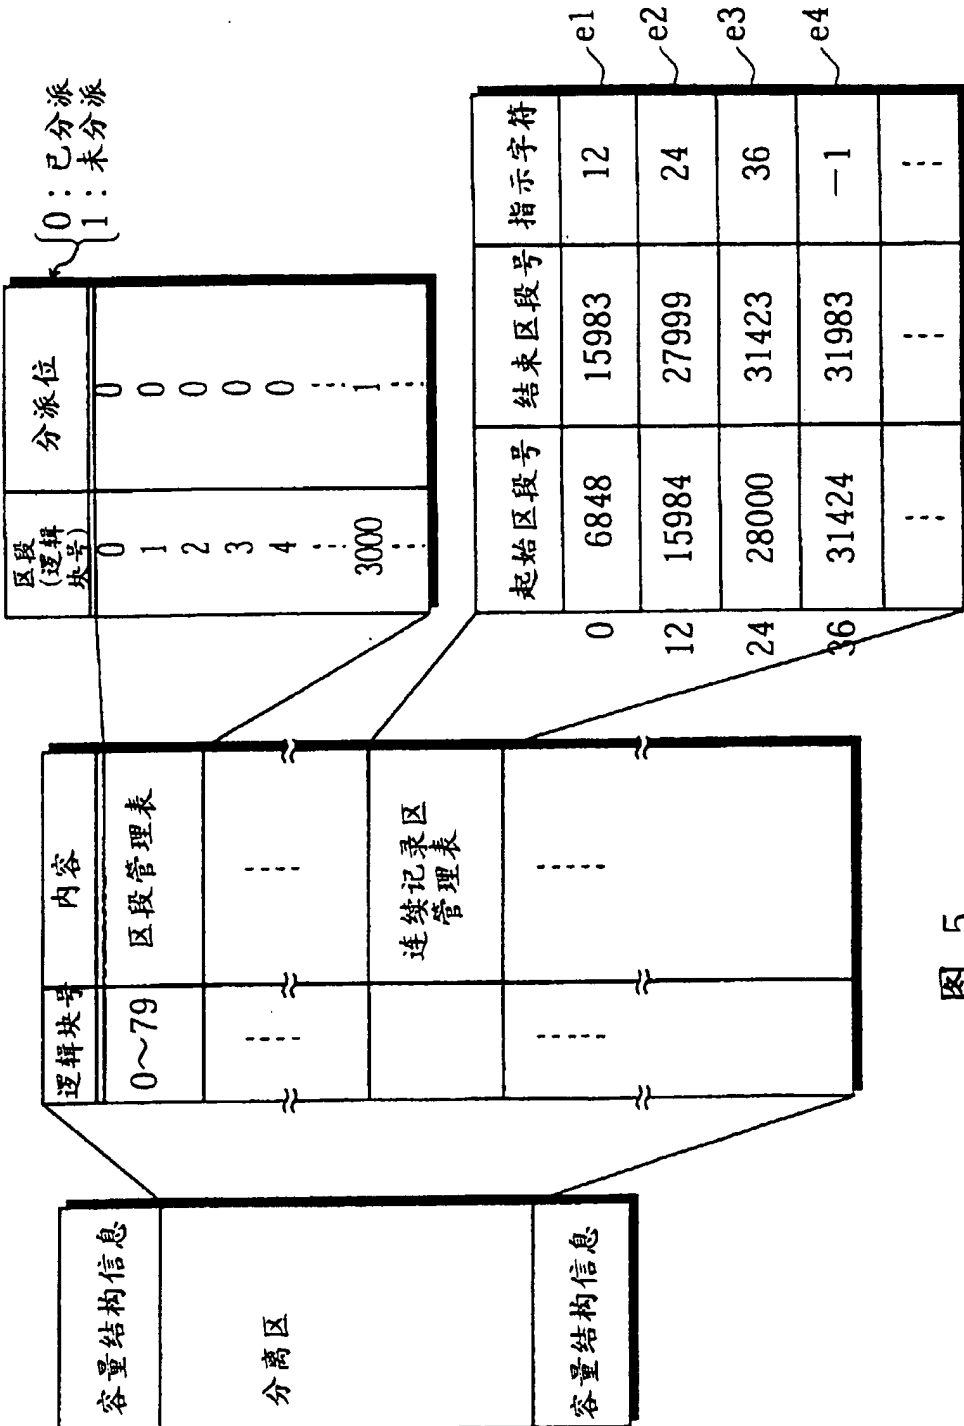 容量结构信息
分离区
容量结构信息
逻辑块号 内容
0～79 区段管理表
----- -----
连续记录区
管理表
----- -----
区段
(逻辑
块号)
分派位
0 0
1 0
2 0
3 0
4 0
... ...
3000 1
... ...
0：已分派
1：未分派
起始区段号 结束区段号 指示字符
0 6848 15983 12 e1
12 15984 27999 24 e2
24 28000 31423 36 e3
36 31424 31983 —1 e4
---- ---- ----
图 5